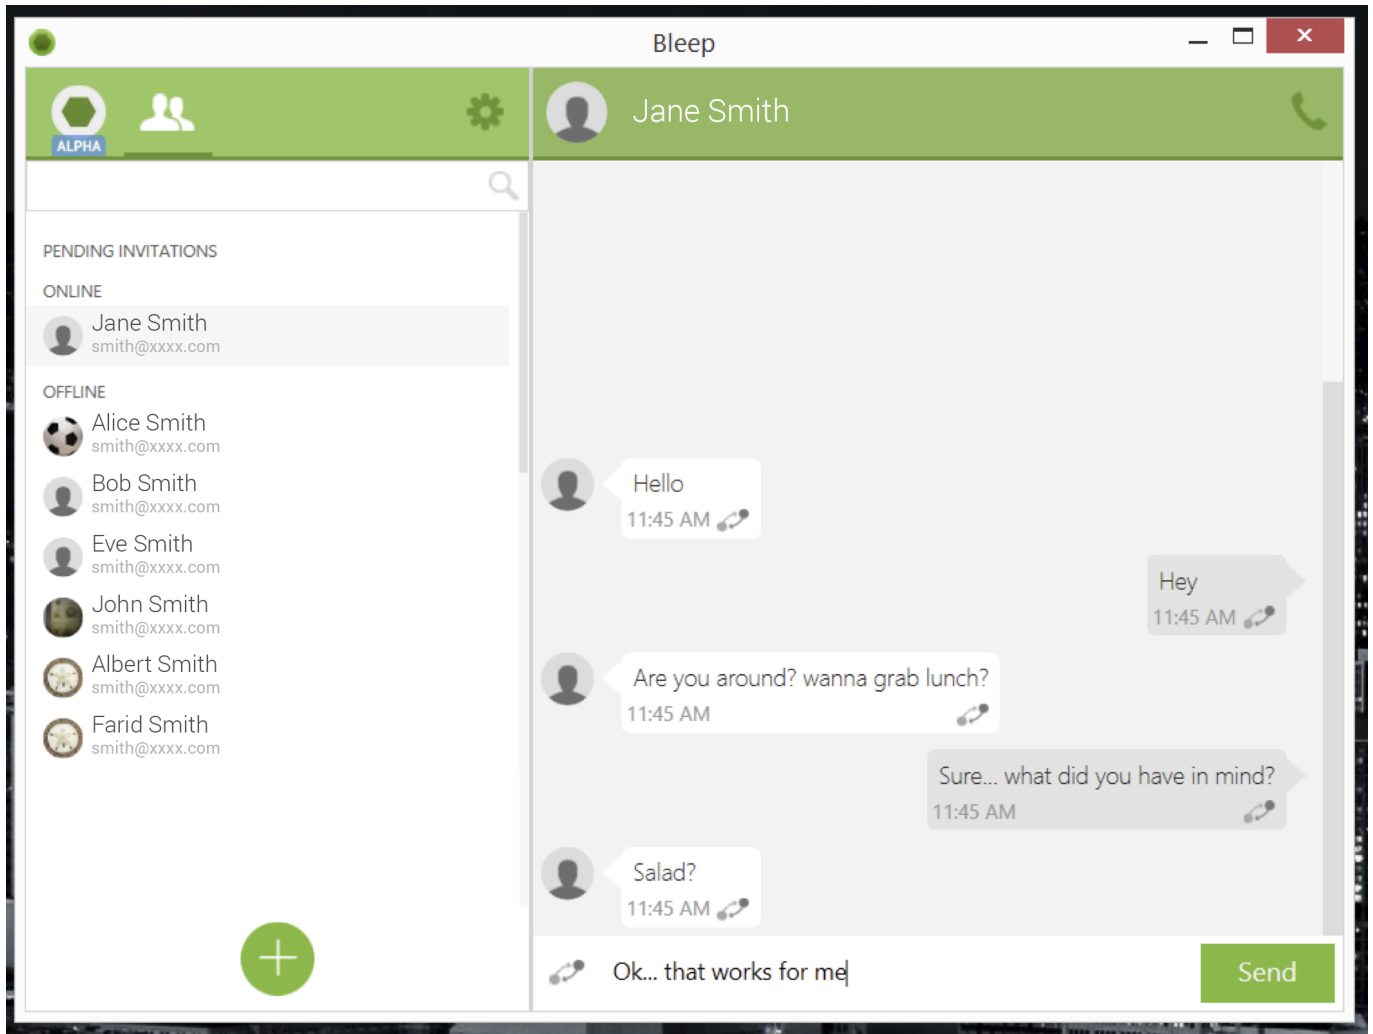 Bleep
ALPHA
Jane Smith
PENDING INVITATIONS
ONLINE
Jane Smith
smith@xxxx.com
OFFLINE
Alice Smith
smith@xxxx.com
Bob Smith
smith@xxxx.com
Eve Smith
smith@xxxx.com
John Smith
smith@xxxx.com
Albert Smith
smith@xxxx.com
Farid Smith
smith@xxxx.com
Hello
11:45 AM
Hey
11:45 AM
Are you around? wanna grab lunch?
11:45 AM
Sure... what did you have in mind?
11:45 AM
Salad?
11:45 AM
Ok... that works for me
Send